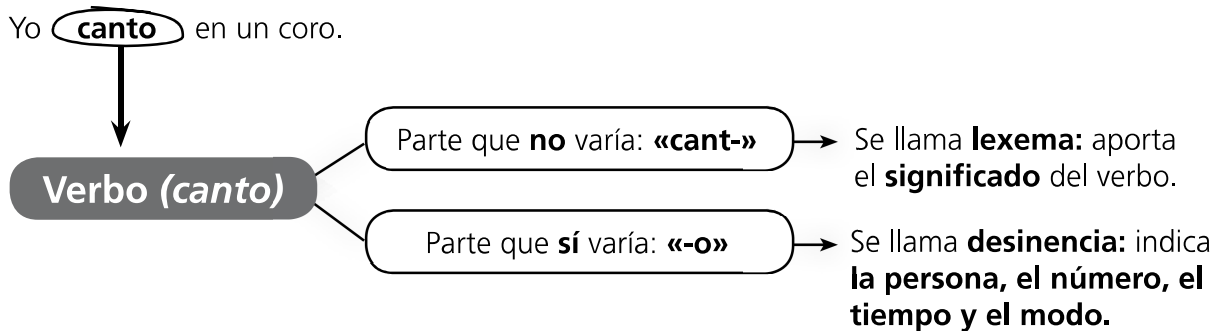 Yo canto en un coro.
Verbo (canto)
Parte que no varía: «cant-»
Se llama lexema: aporta
el significado del verbo.
Parte que sí varía: «-o»
Se llama desinencia: indica
la persona, el número, el
tiempo y el modo.